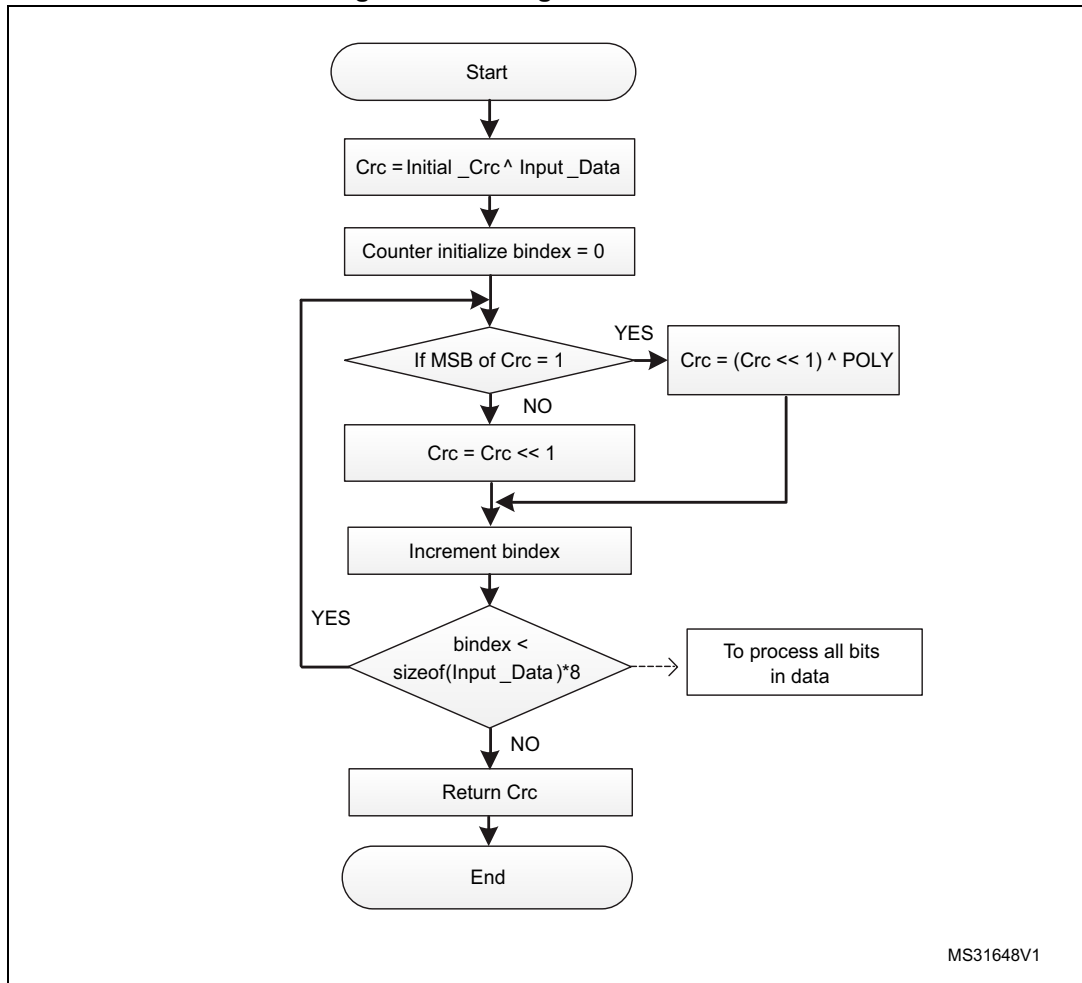 Start
Crc = Initial _Crc ^ Input _Data
Counter initialize bindex = 0
If MSB of Crc = 1
YES
Crc = (Crc << 1) ^ POLY
NO
Crc = Crc << 1
Increment bindex
YES
bindex <
sizeof(Input _Data)*8
To process all bits
in data
NO
Return Crc
End
MS31648V1